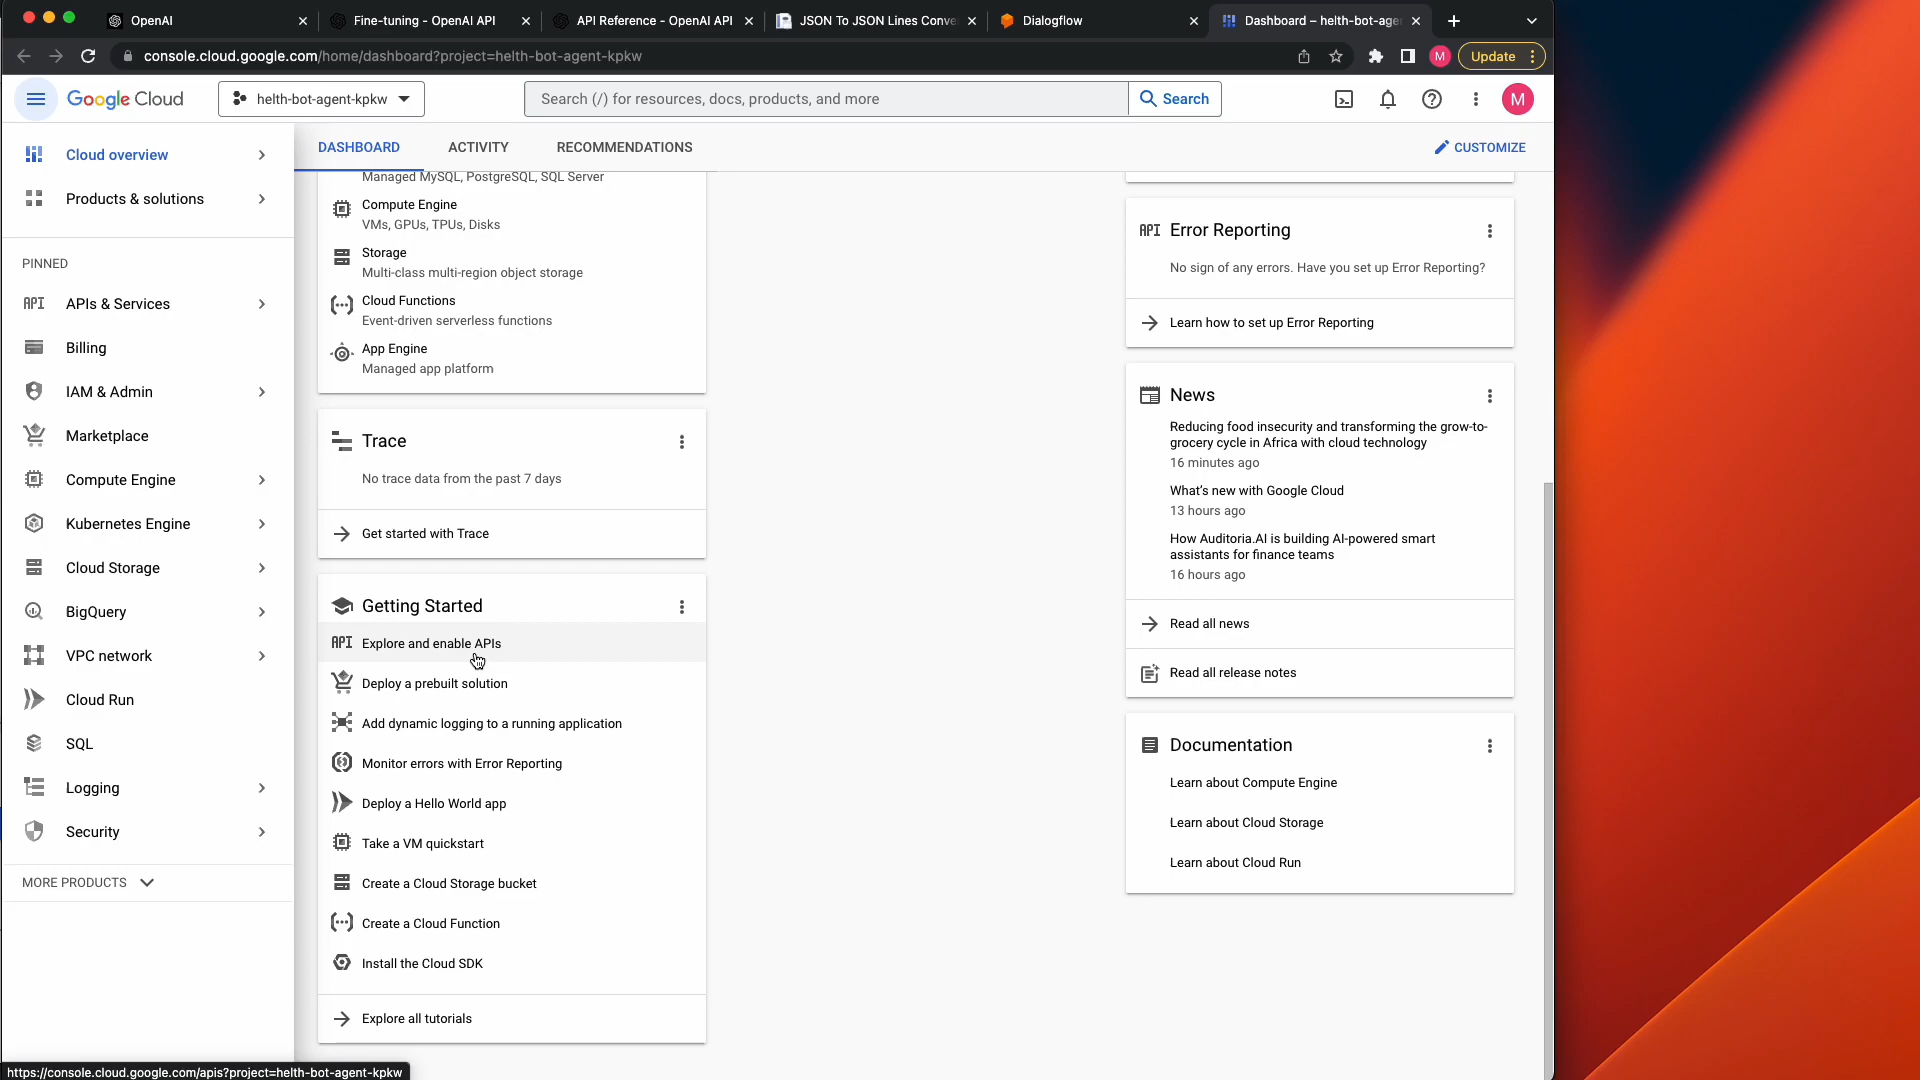 OpenAI
Fine-tuning - OpenAI API
API Reference - OpenAI API
JSON To JSON Lines Conve
Dialogflow
Dashboard – helth-bot-age
console.cloud.google.com/home/dashboard?project=helth-bot-agent-kpkw
M
Update
Google Cloud
helth-bot-agent-kpkw
Search (/) for resources, docs, products, and more
Search
M
Cloud overview
Products & solutions
PINNED
API APIs & Services
Billing
IAM & Admin
Marketplace
Compute Engine
Kubernetes Engine
Cloud Storage
BigQuery
VPC network
Cloud Run
SQL
Logging
Security
MORE PRODUCTS
DASHBOARD
ACTIVITY
RECOMMENDATIONS
CUSTOMIZE
Managed MySQL, PostgreSQL, SQL Server
Compute Engine
VMs, GPUs, TPUs, Disks
Storage
Multi-class multi-region object storage
Cloud Functions
Event-driven serverless functions
App Engine
Managed app platform
Trace
No trace data from the past 7 days
Get started with Trace
Getting Started
API Explore and enable APIs
Deploy a prebuilt solution
Add dynamic logging to a running application
Monitor errors with Error Reporting
Deploy a Hello World app
Take a VM quickstart
Create a Cloud Storage bucket
Create a Cloud Function
Install the Cloud SDK
Explore all tutorials
API Error Reporting
No sign of any errors. Have you set up Error Reporting?
Learn how to set up Error Reporting
News
Reducing food insecurity and transforming the grow-to-
grocery cycle in Africa with cloud technology
16 minutes ago
What's new with Google Cloud
13 hours ago
How Auditoria.AI is building AI-powered smart
assistants for finance teams
16 hours ago
Read all news
Read all release notes
Documentation
Learn about Compute Engine
Learn about Cloud Storage
Learn about Cloud Run
https://console.cloud.google.com/apis?project=helth-bot-agent-kpkw